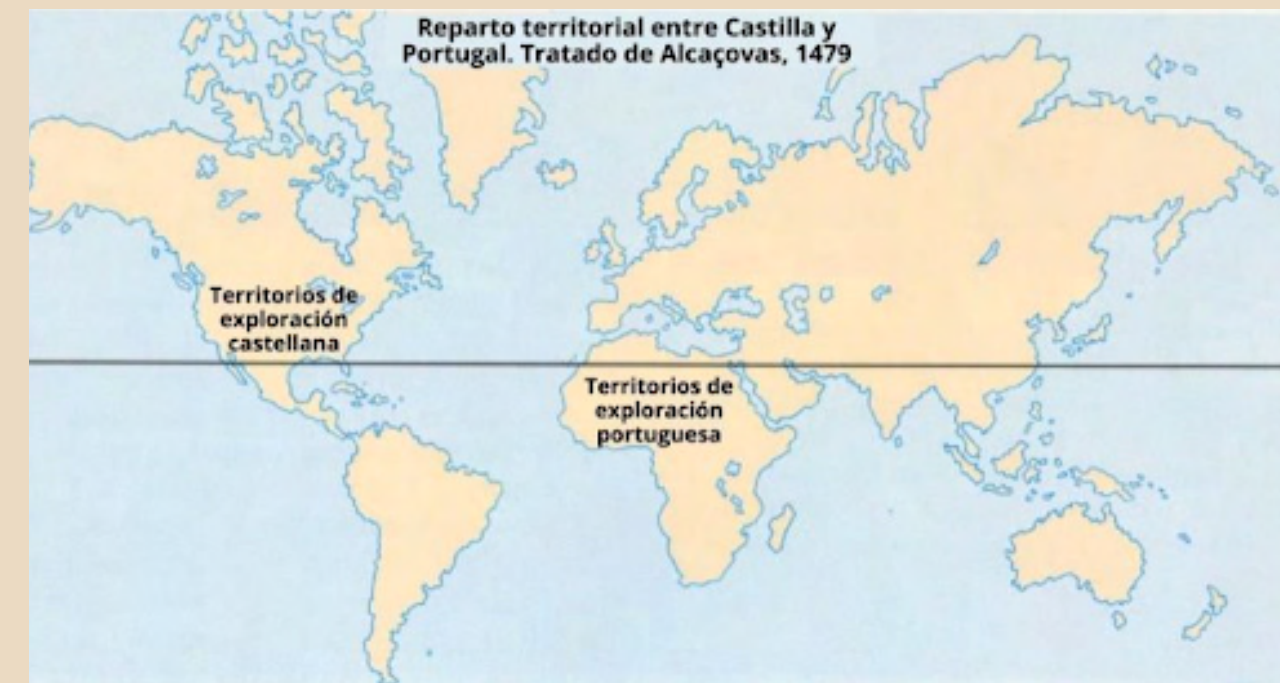 Reparto territorial entre Castilla y
Portugal. Tratado de Alcaçovas, 1479
Territorios de
exploración
castellana
Territorios de
exploración
portuguesa